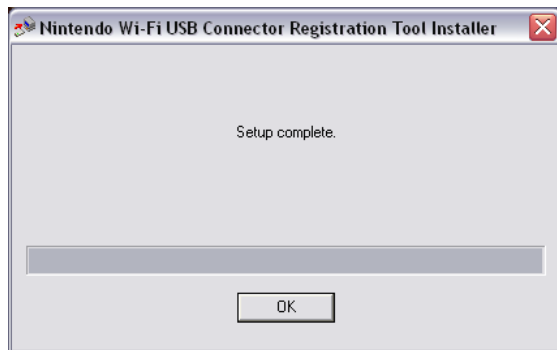 Nintendo Wi-Fi USB Connector Registration Tool Installer
Setup complete.
OK